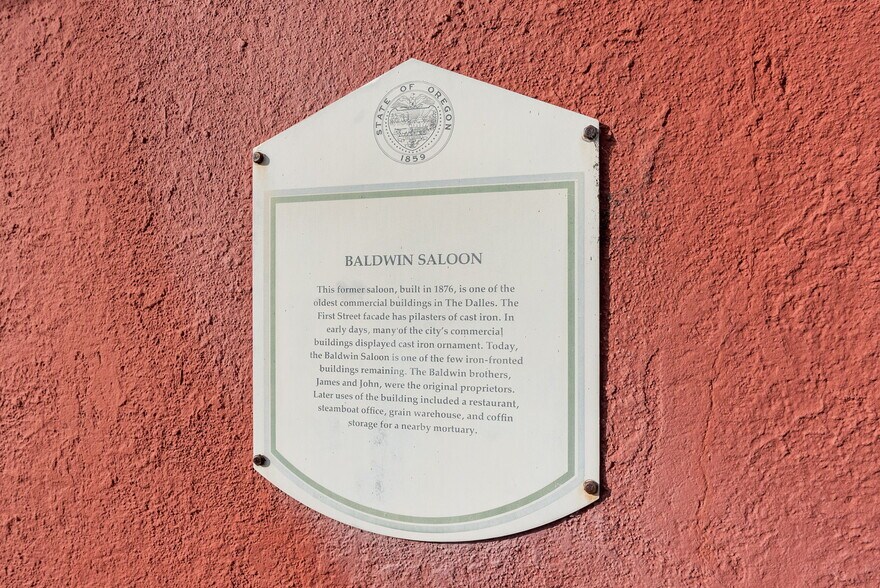 STATE OF OREGON
1859
BALDWIN SALOON
This former saloon, built in 1876, is one of the
oldest commercial buildings in The Dalles. The
First Street facade has pilasters of cast iron. In
early days, many of the city's commercial
buildings displayed cast iron ornament. Today,
the Baldwin Saloon is one of the few iron-fronted
buildings remaining. The Baldwin brothers,
James and John, were the original proprietors.
Later uses of the building included a restaurant,
steamboat office, grain warehouse, and coffin
storage for a nearby mortuary.